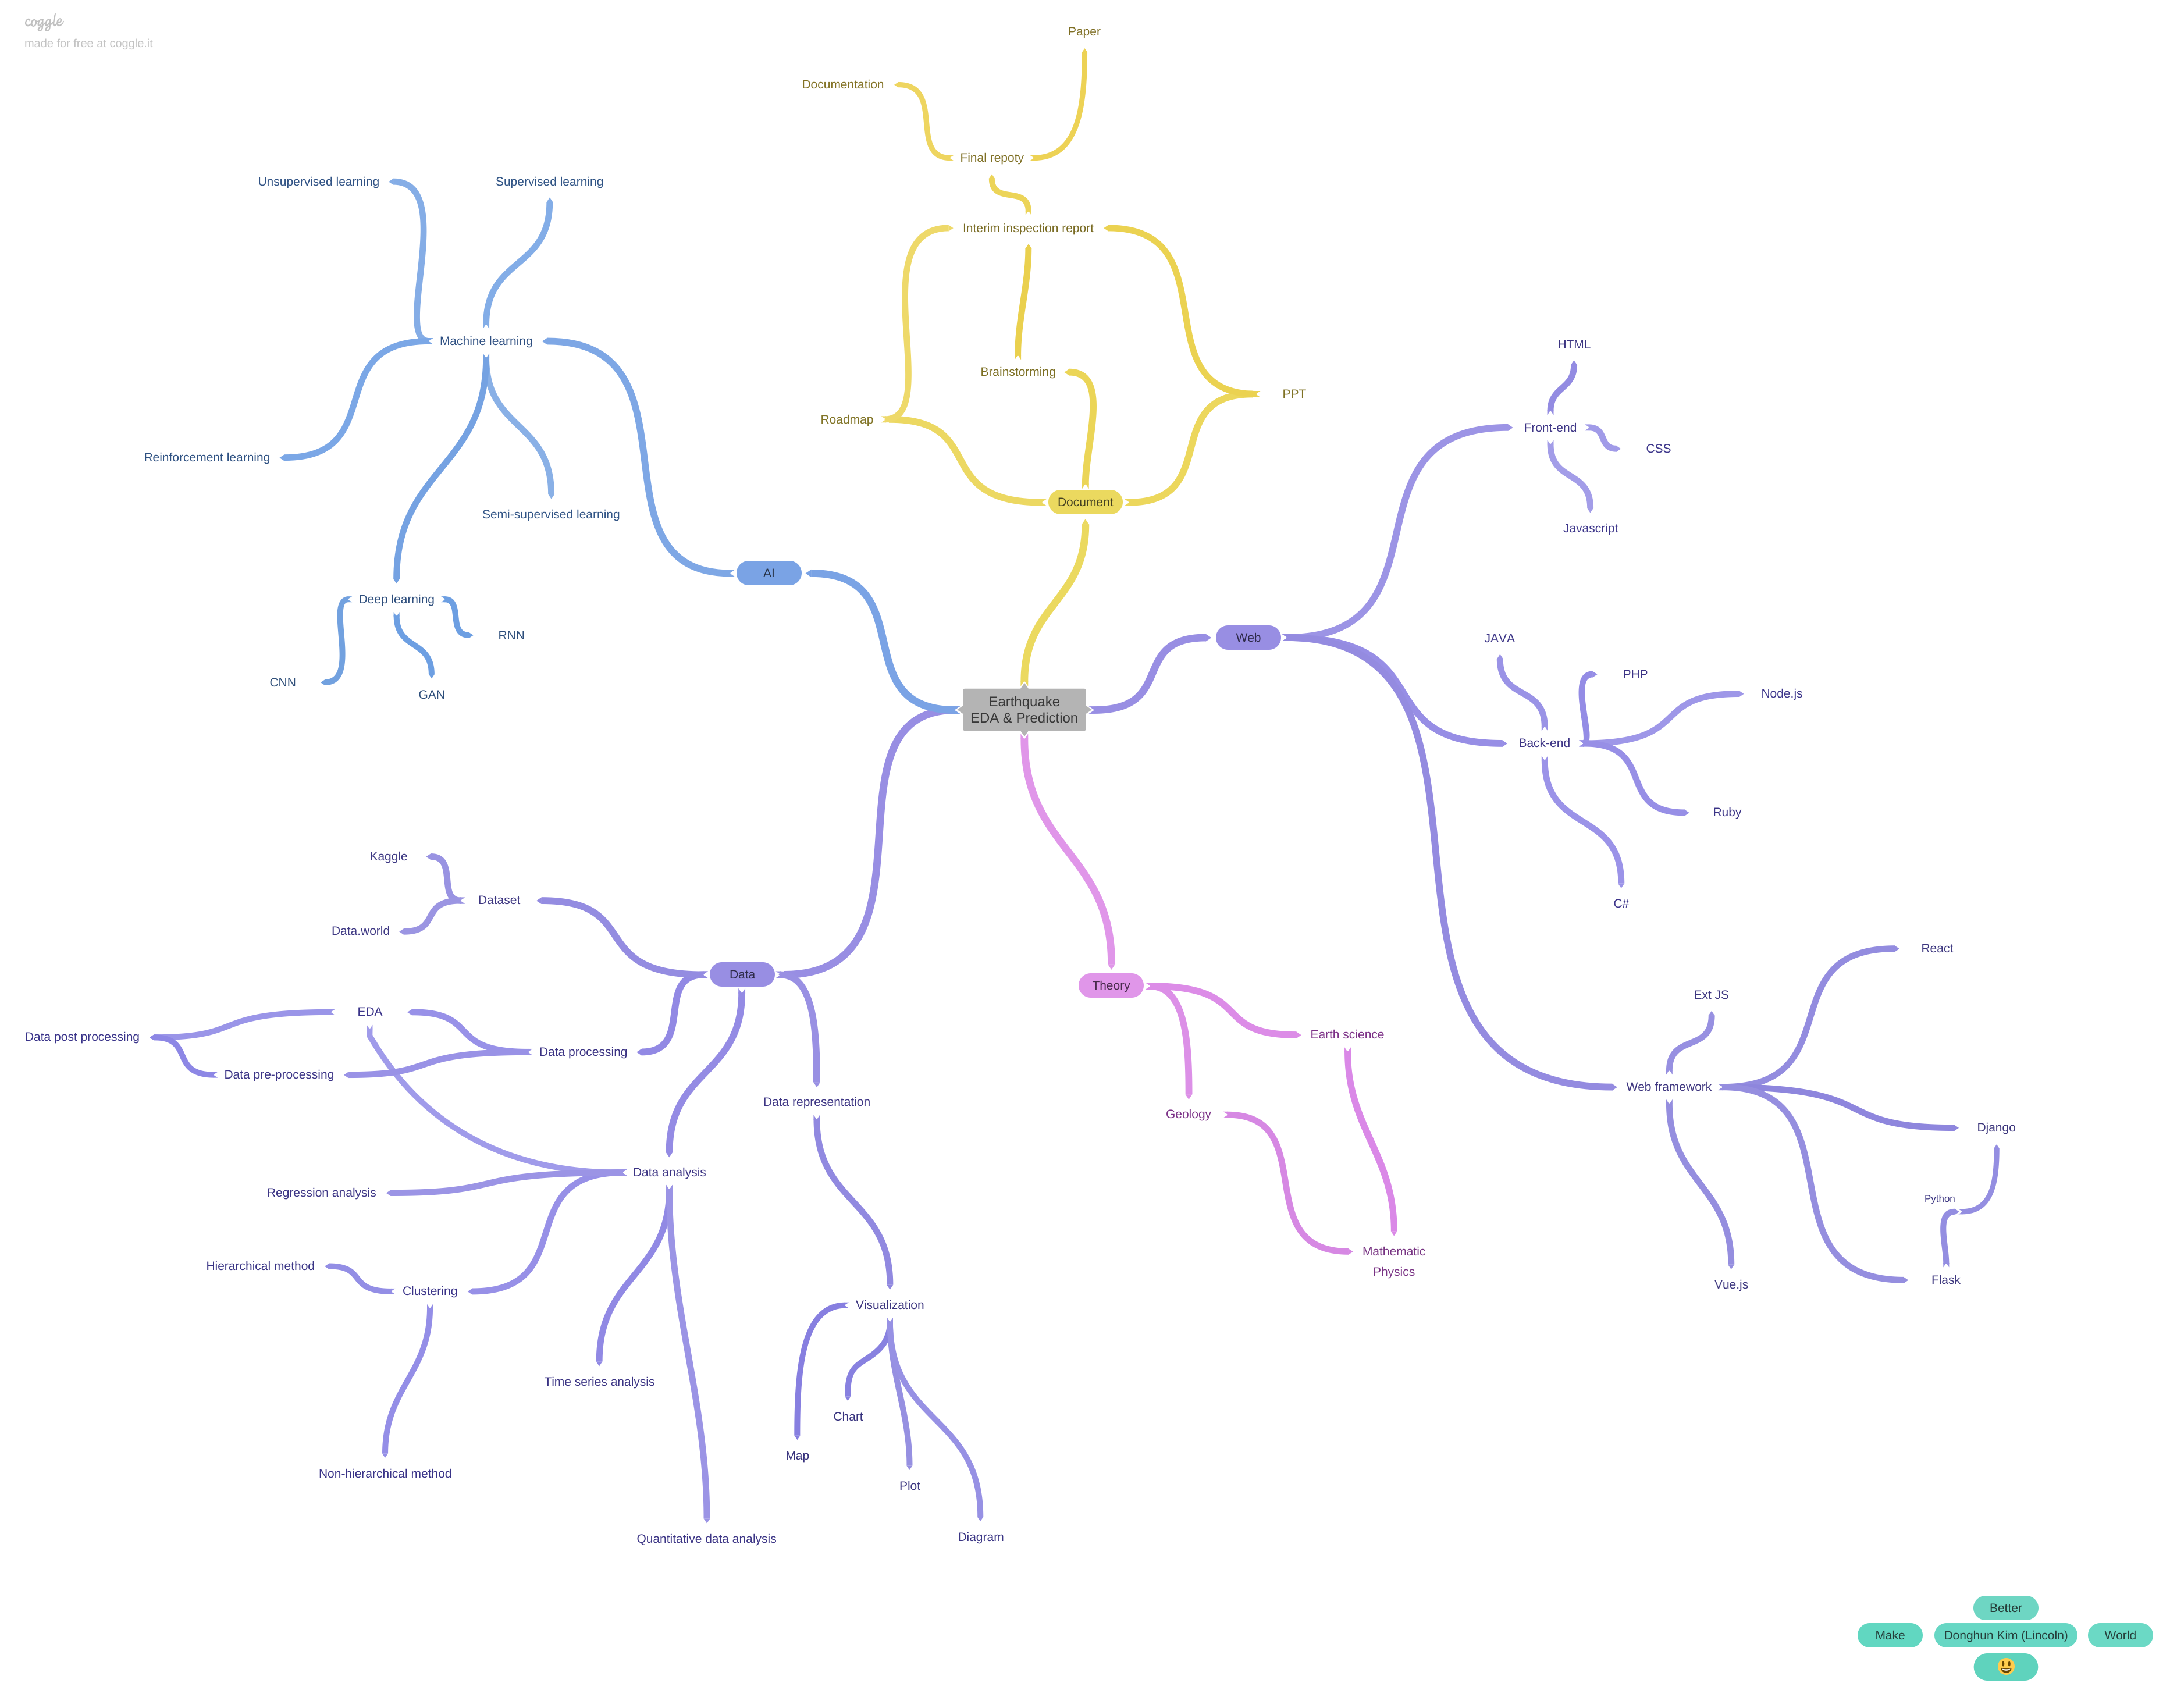 coggle
made for free at coggle.it
Paper
Documentation
Final repoty
Interim inspection report
Brainstorming
Roadmap
PPT
Document
Unsupervised learning
Supervised learning
Machine learning
Reinforcement learning
Semi-supervised learning
AI
Deep learning
RNN
CNN
GAN
Earthquake
EDA & Prediction
Web
HTML
Front-end
CSS
Javascript
JAVA
PHP
Node.js
Back-end
Ruby
C#
React
Ext JS
Web framework
Django
Python
Flask
Vue.js
Kaggle
Dataset
Data.world
Data
EDA
Data post processing
Data processing
Data pre-processing
Data representation
Data analysis
Regression analysis
Hierarchical method
Clustering
Time series analysis
Non-hierarchical method
Quantitative data analysis
Visualization
Chart
Map
Plot
Diagram
Theory
Earth science
Geology
Mathematic
Physics
Better
Make
Donghun Kim (Lincoln)
World